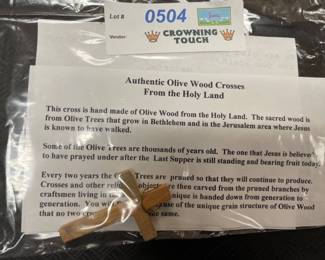 Lot #
0504
Vendor:
CROWNING
TOUCH
Authentic Olive Wood Crosses
From the Holy Land
This cross is hand made of Olive Wood from the Holy Land. The sacred wood is
from Olive Trees that grow in Bethlehem and in the Jerusalem area where Jesus
is known to have walked.
Some of the Olive Trees are thousands of years old. The one that Jesus is believe
to have prayed under after the Last Supper is still standing and bearing fruit today
Every two years the Olive Trees are pruned so that they will continue to produce.
Crosses and other reli objects are then carved from the pruned branches by
craftsmen living in nique is handed down from generation to
generation. You will use of the unique grain structure of Olive Wood
that no two cro he same.